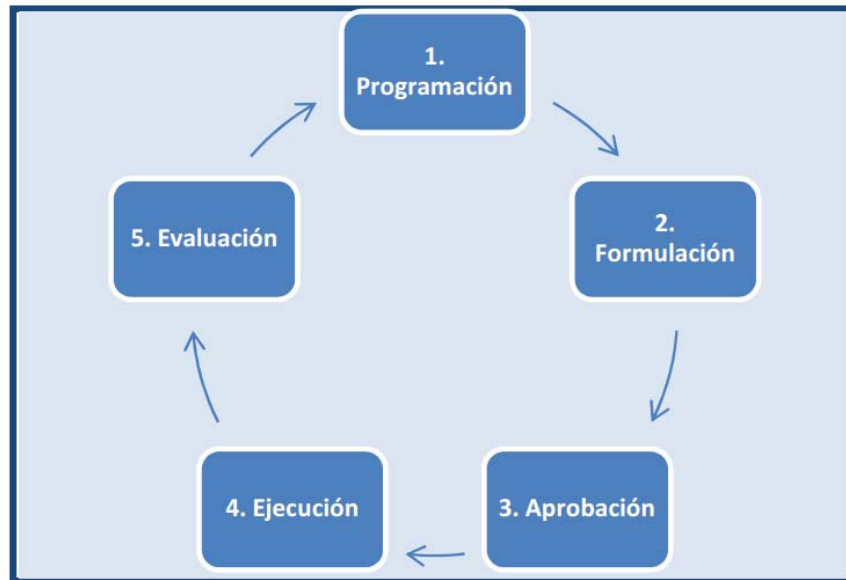 1.
Programación
2.
Formulación
3. Aprobación
4. Ejecución
5. Evaluación